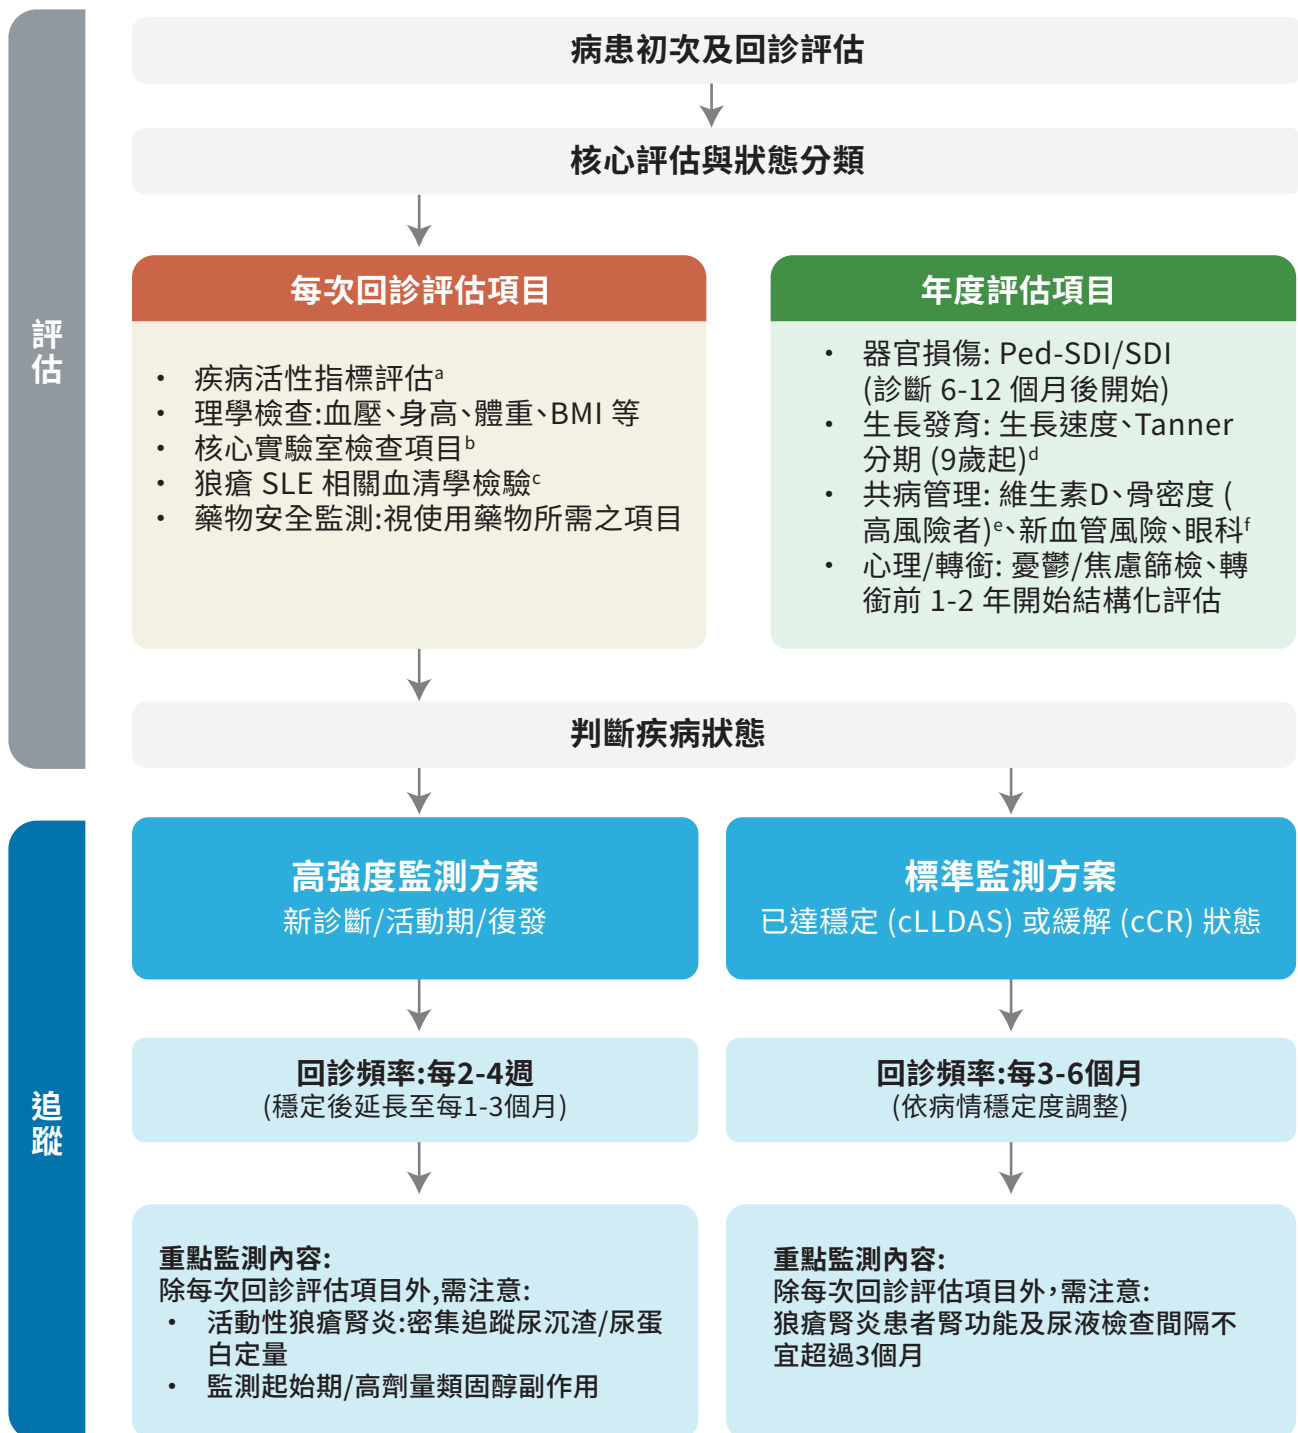 評估
病患初次及回診評估
核心評估與狀態分類
每次回診評估項目
• 疾病活性指標評估a
• 理學檢查:血壓、身高、體重、BMI 等
• 核心實驗室檢查項目b
• 狼瘡 SLE 相關血清學檢驗c
• 藥物安全監測:視使用藥物所需之項目
年度評估項目
• 器官損傷: Ped-SDI/SDI
(診斷 6-12 個月後開始)
• 生長發育: 生長速度、Tanner
分期 (9歲起)d
• 共病管理: 維生素D、骨密度 (
高風險者)e、新血管風險、眼科f
• 心理/轉銜: 憂鬱/焦慮篩檢、轉
銜前 1-2 年開始結構化評估
判斷疾病狀態
追蹤
高強度監測方案
新診斷/活動期/復發
回診頻率:每2-4週
(穩定後延長至每1-3個月)
重點監測內容:
除每次回診評估項目外,需注意:
• 活動性狼瘡腎炎:密集追蹤尿沉渣/尿蛋
白定量
• 監測起始期/高劑量類固醇副作用
標準監測方案
已達穩定 (cLLDAS) 或緩解 (cCR) 狀態
回診頻率:每3-6個月
(依病情穩定度調整)
重點監測內容:
除每次回診評估項目外，需注意:
狼瘡腎炎患者腎功能及尿液檢查間隔不
宜超過3個月